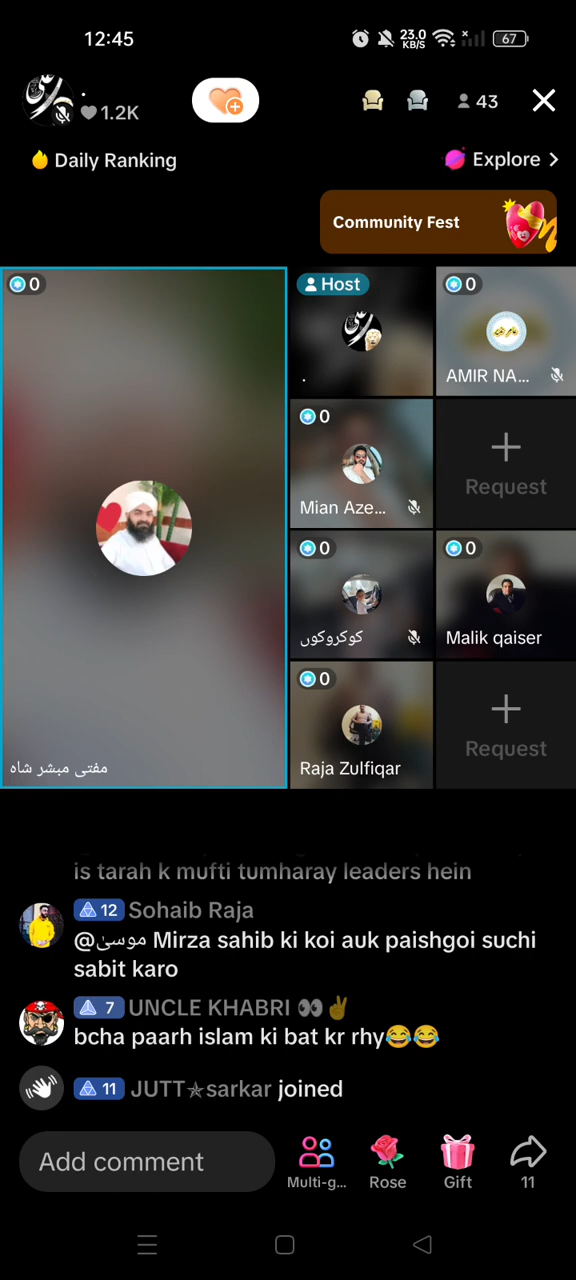 12:45
23.0
KB/S
67
.
1.2K
43
Daily Ranking
Explore >
Community Fest
0
Host
0
.
AMIR NA...
0
Mian Aze...
Request
0
0
کوکروکوں
Malik qaiser
0
Raja Zulfiqar
Request
مفتی مبشر شاہ
is tarah k mufti tumharay leaders hein
12 Sohaib Raja
@موسیٰ Mirza sahib ki koi auk paishgoi suchi
sabit karo
7 UNCLE KHABRI 👀✌
bcha paarh islam ki bat kr rhy😂😂
11 JUTT✯sarkar joined
Add comment
Multi-g...
Rose
Gift
11